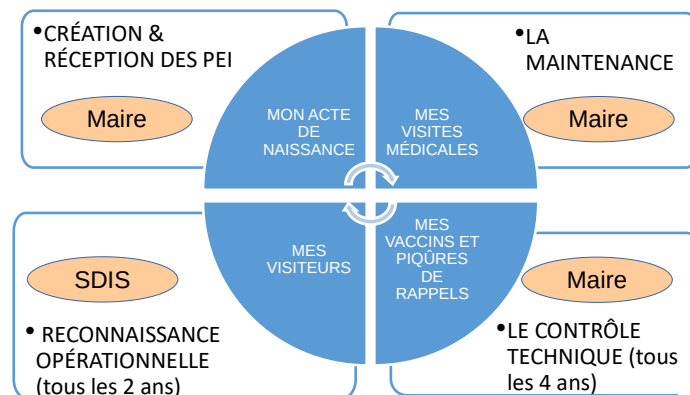 •CRÉATION &
RÉCEPTION DES PEI
Maire
•LA
MAINTENANCE
Maire
MON ACTE
DE
NAISSANCE
MES
VISITES
MÉDICALES
MES
VISITEURS
MES
VACCINS ET
PIQÛRES
DE
RAPPELS
SDIS
• RECONNAISSANCE
OPÉRATIONNELLE
(tous les 2 ans)
Maire
•LE CONTRÔLE
TECHNIQUE (tous
les 4 ans)